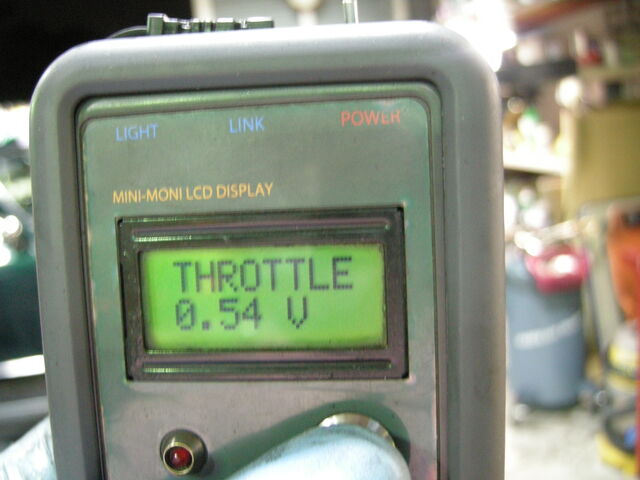 LIGHT LINK POWER
MINI-MONI LCD DISPLAY
THROTTLE
0.54 V